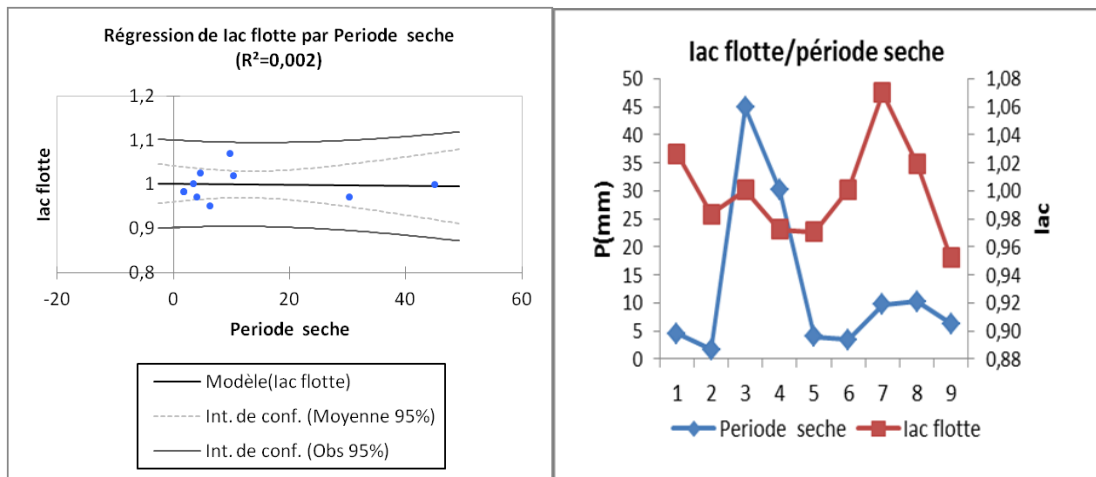 Régression de Iac flotte par Periode seche
(R²=0,002)
1,2
1,1
1
0,9
0,8
Iac flotte
-20
0
20
40
60
Periode seche
Modèle(Iac flotte)
Int. de conf. (Moyenne 95%)
Int. de conf. (Obs 95%)
Iac flotte/période seche
50
45
40
35
30
25
20
15
10
5
0
P(mm)
1,08
1,06
1,04
1,02
1,00
0,98
0,96
0,94
0,92
0,90
0,88
Iac
1 2 3 4 5 6 7 8 9
Periode seche
Iac flotte